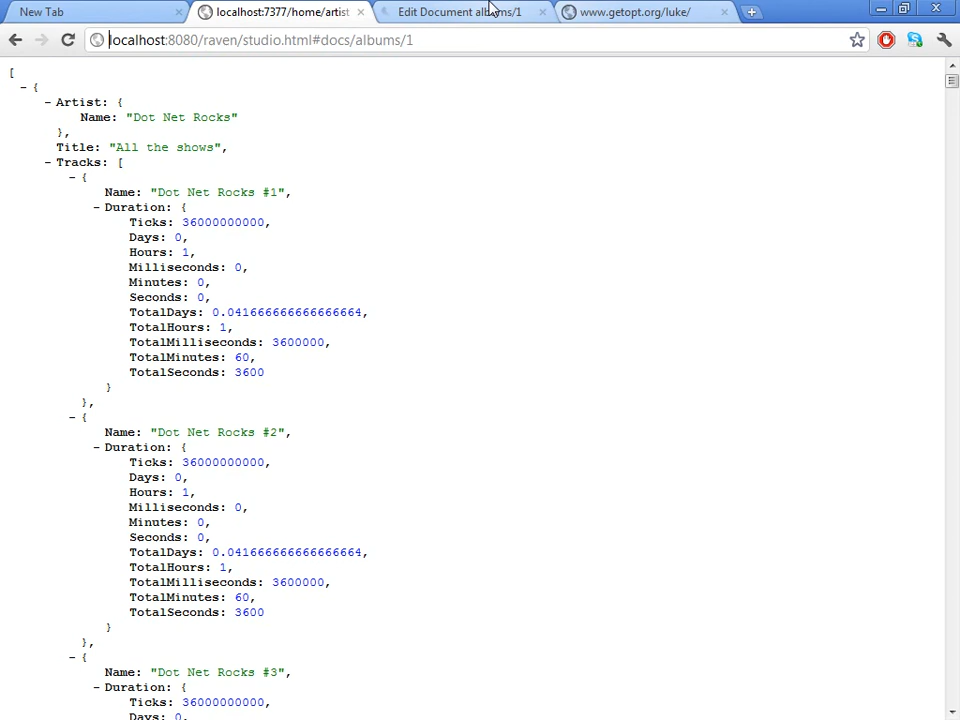 New Tab
localhost:7377/home/artist
Edit Document albums/1
www.getopt.org/luke/
localhost:8080/raven/studio.html#docs/albums/1
[
- {
- Artist: {
Name: "Dot Net Rocks"
},
Title: "All the shows",
- Tracks: [
- {
Name: "Dot Net Rocks #1",
- Duration: {
Ticks: 36000000000,
Days: 0,
Hours: 1,
Milliseconds: 0,
Minutes: 0,
Seconds: 0,
TotalDays: 0.041666666666666664,
TotalHours: 1,
TotalMilliseconds: 3600000,
TotalMinutes: 60,
TotalSeconds: 3600
}
},
- {
Name: "Dot Net Rocks #2",
- Duration: {
Ticks: 36000000000,
Days: 0,
Hours: 1,
Milliseconds: 0,
Minutes: 0,
Seconds: 0,
TotalDays: 0.041666666666666664,
TotalHours: 1,
TotalMilliseconds: 3600000,
TotalMinutes: 60,
TotalSeconds: 3600
}
},
- {
Name: "Dot Net Rocks #3",
- Duration: {
Ticks: 36000000000,
Days: 0,